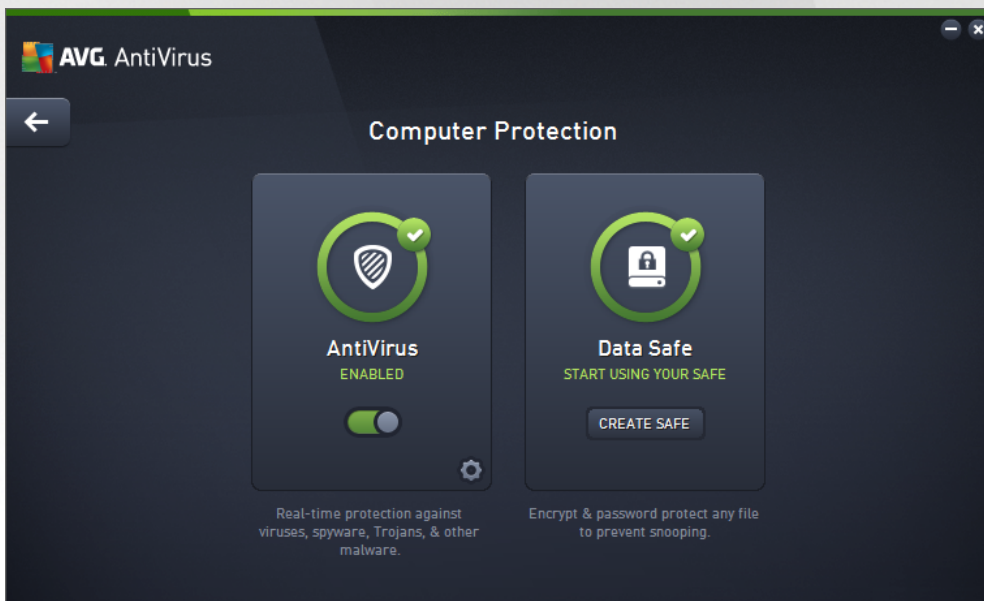 AVG. AntiVirus
Computer Protection
AntiVirus
ENABLED
Real-time protection against
viruses, spyware, Trojans, & other
malware.
Data Safe
START USING YOUR SAFE
CREATE SAFE
Encrypt & password protect any file
to prevent snooping.